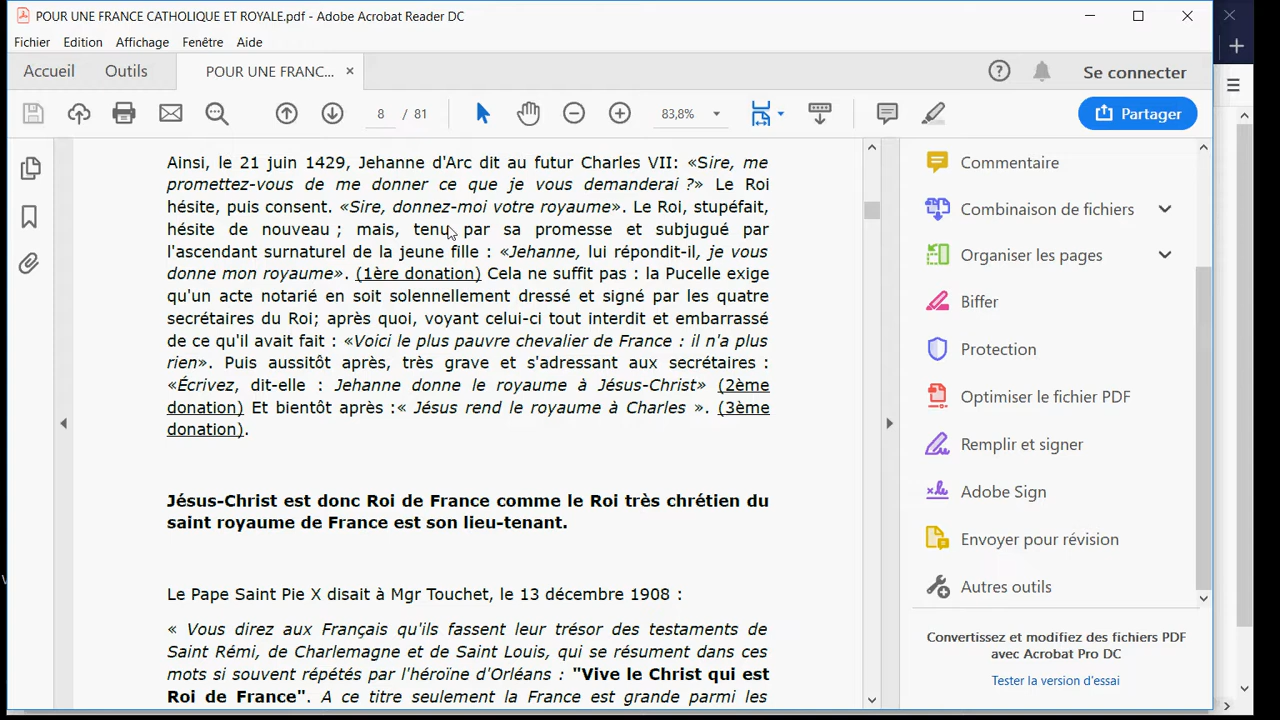 POUR UNE FRANCE CATHOLIQUE ET ROYALE.pdf - Adobe Acrobat Reader DC
Fichier Edition Affichage Fenêtre Aide
Accueil Outils POUR UNE FRANC... × Se connecter
8 / 81 83,8% Partager
Ainsi, le 21 juin 1429, Jehanne d'Arc dit au futur Charles VII: «Sire, me
promettez-vous de me donner ce que je vous demanderai ?» Le Roi
hésite, puis consent. «Sire, donnez-moi votre royaume». Le Roi, stupéfait,
hésite de nouveau ; mais, tenu par sa promesse et subjugué par
l'ascendant surnaturel de la jeune fille : «Jehanne, lui répondit-il, je vous
donne mon royaume». (1ère donation) Cela ne suffit pas : la Pucelle exige
qu'un acte notarié en soit solennellement dressé et signé par les quatre
secrétaires du Roi; après quoi, voyant celui-ci tout interdit et embarrassé
de ce qu'il avait fait : «Voici le plus pauvre chevalier de France : il n'a plus
rien». Puis aussitôt après, très grave et s'adressant aux secrétaires :
«Écrivez, dit-elle : Jehanne donne le royaume à Jésus-Christ» (2ème
donation) Et bientôt après :« Jésus rend le royaume à Charles ». (3ème
donation).
Jésus-Christ est donc Roi de France comme le Roi très chrétien du
saint royaume de France est son lieu-tenant.
Le Pape Saint Pie X disait à Mgr Touchet, le 13 décembre 1908 :
« Vous direz aux Français qu'ils fassent leur trésor des testaments de
Saint Rémi, de Charlemagne et de Saint Louis, qui se résument dans ces
mots si souvent répétés par l'héroïne d'Orléans : "Vive le Christ qui est
Roi de France". A ce titre seulement la France est grande parmi les
Commentaire
Combinaison de fichiers
Organiser les pages
Biffer
Protection
Optimiser le fichier PDF
Remplir et signer
Adobe Sign
Envoyer pour révision
Autres outils
Convertissez et modifiez des fichiers PDF
avec Acrobat Pro DC
Tester la version d'essai